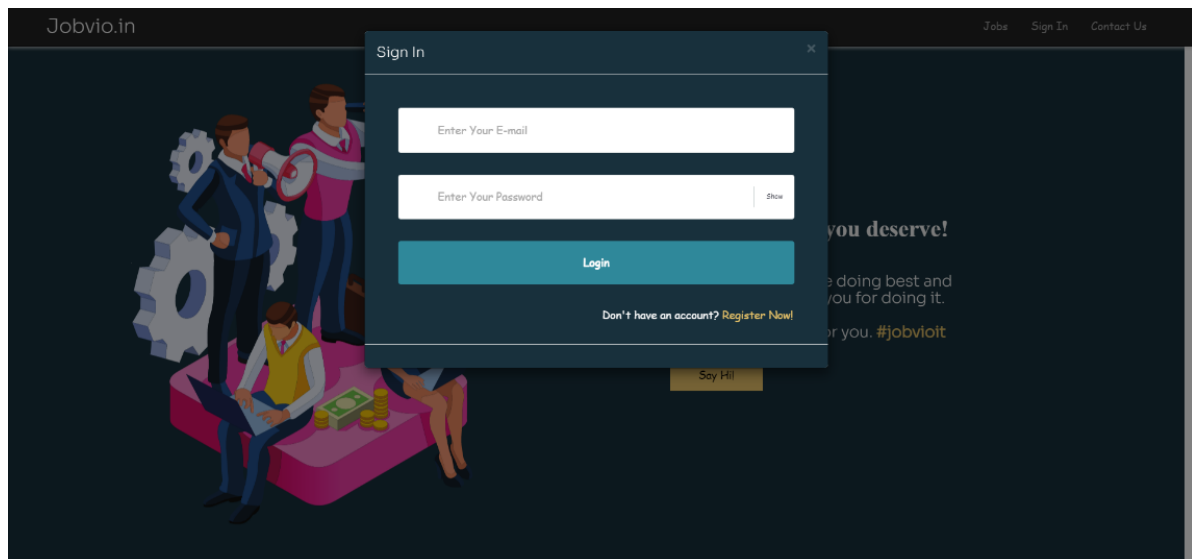 Jobvio.in
Jobs Sign In Contact Us
Sign In ×
Enter Your E-mail
Enter Your Password Show
Login
Don't have an account? Register Now!
you deserve!
doing best and
you for doing it.
for you. #jobvioit
Say Hi!